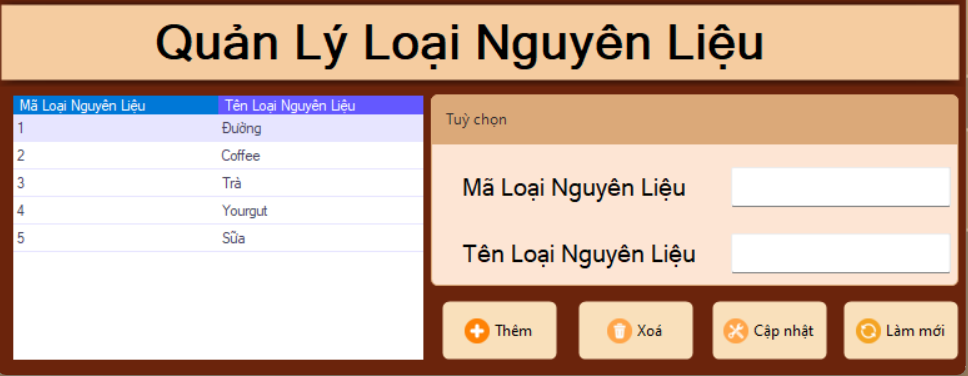 Quản Lý Loại Nguyên Liệu
Mã Loại Nguyên Liệu Tên Loại Nguyên Liệu
1 Đường
2 Coffee
3 Trà
4 Yourgut
5 Sữa
Tuỳ chọn
Mã Loại Nguyên Liệu
Tên Loại Nguyên Liệu
Thêm Xoá Cập nhật Làm mới